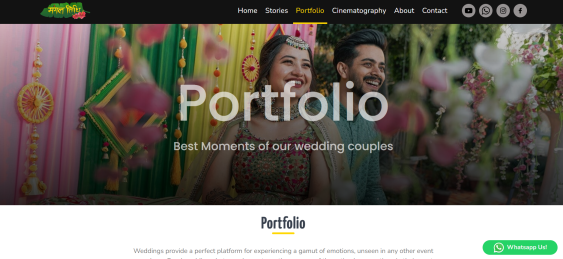 मंगल तिथि
Home Stories Portfolio Cinematography About Contact
Portfolio
Best Moments of our wedding couples
Portfolio
Weddings provide a perfect platform for experiencing a gamut of emotions, unseen in any other event
Whatsapp Us!